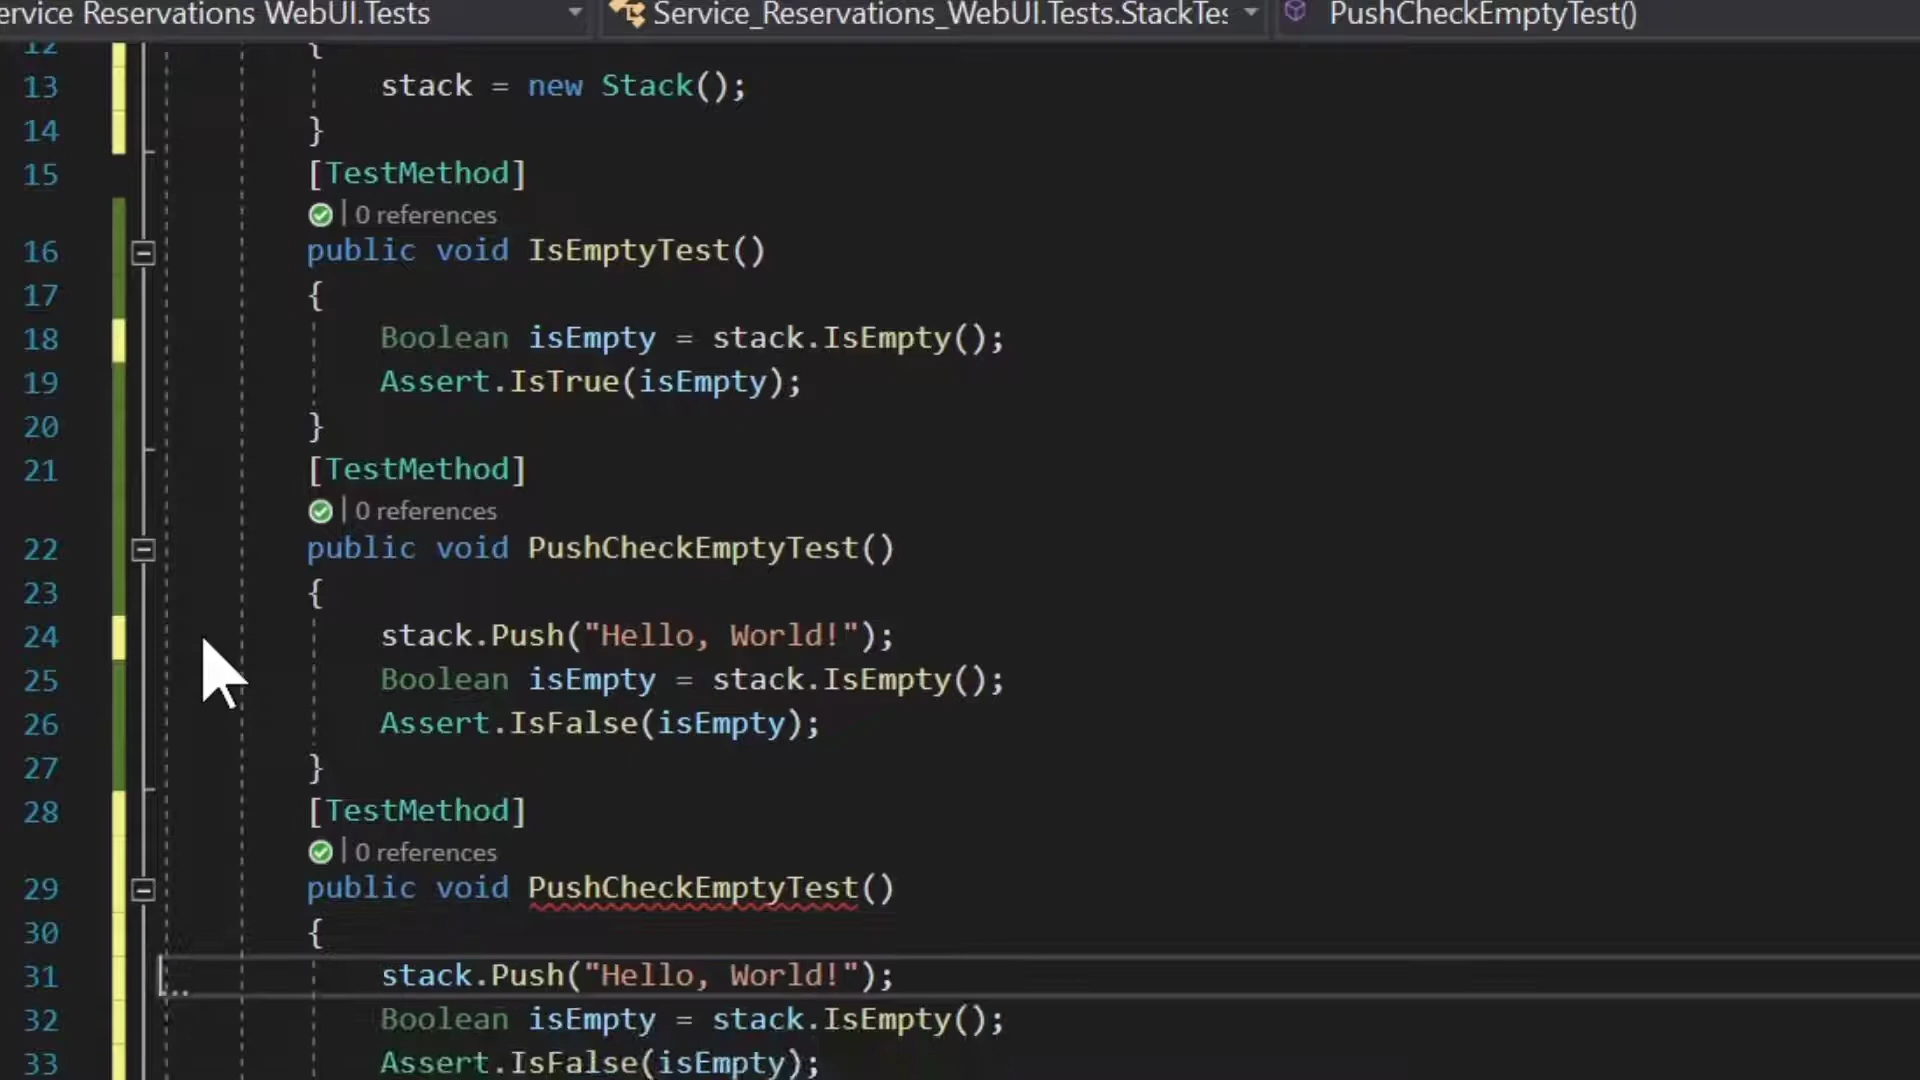 ervice Reservations WebUI.Tests
Service_Reservations_WebUI.Tests.StackTes
PushCheckEmptyTest()
12 {
13 stack = new Stack();
14 }
15 [TestMethod]
0 references
16 public void IsEmptyTest()
17 {
18 Boolean isEmpty = stack.IsEmpty();
19 Assert.IsTrue(isEmpty);
20 }
21 [TestMethod]
0 references
22 public void PushCheckEmptyTest()
23 {
24 stack.Push("Hello, World!");
25 Boolean isEmpty = stack.IsEmpty();
26 Assert.IsFalse(isEmpty);
27 }
28 [TestMethod]
0 references
29 public void PushCheckEmptyTest()
30 {
31 stack.Push("Hello, World!");
32 Boolean isEmpty = stack.IsEmpty();
33 Assert.IsFalse(isEmpty);